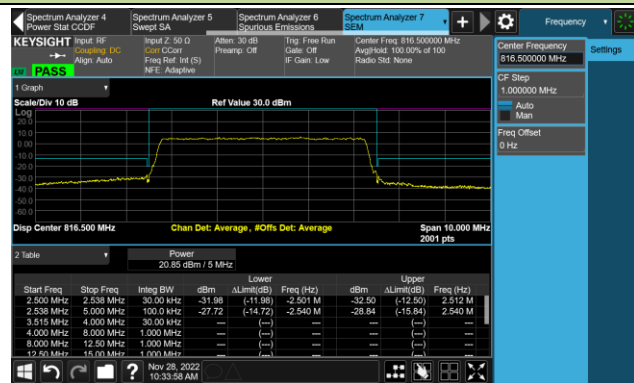 Spectrum Analyzer 4
Power Stat CCDF
Spectrum Analyzer 5
Swept SA
Spectrum Analyzer 6
Spurious Emissions
Spectrum Analyzer 7
SEM
Frequency
KEYSIGHT
Input: RF
Coupling: DC
Align: Auto
Input Z: 50 Ω
Corr CCorr
Freq Ref: Int (S)
NFE: Adaptive
Atten: 30 dB
Preamp: Off
Trig: Free Run
Gate: Off
IF Gain: Low
Center Freq: 816.500000 MHz
Avg|Hold: 100.00% of 100
Radio Std: None
PASS
Center Frequency
816.500000 MHz
Settings
CF Step
1.000000 MHz
Auto
Man
Freq Offset
0 Hz
1 Graph
Scale/Div 10 dB
Ref Value 30.0 dBm
Log
20.0
10.0
0.00
-10.0
-20.0
-30.0
-40.0
-50.0
-60.0
Disp Center 816.500 MHz
Chan Det: Average , #Offs Det: Average
Span 10.000 MHz
2001 pts
2 Table
Power
20.85 dBm / 5 MHz
Lower
Upper
Start Freq Stop Freq Integ BW dBm ΔLimit(dB) Freq (Hz) dBm ΔLimit(dB) Freq (Hz)
2.500 MHz 2.538 MHz 30.00 kHz -31.98 (-11.98) -2.501 M -32.50 (-12.50) 2.512 M
2.538 MHz 5.000 MHz 100.0 kHz -27.72 (-14.72) -2.540 M -28.84 (-15.84) 2.540 M
3.515 MHz 4.000 MHz 30.00 kHz --- (---) --- --- (---) ---
4.000 MHz 8.000 MHz 1.000 MHz --- (---) --- --- (---) ---
8.000 MHz 12.50 MHz 1.000 MHz --- (---) --- --- (---) ---
12.50 MHz 15.00 MHz 1.000 MHz --- (---) --- --- (---) ---
?
Nov 28, 2022
10:33:58 AM